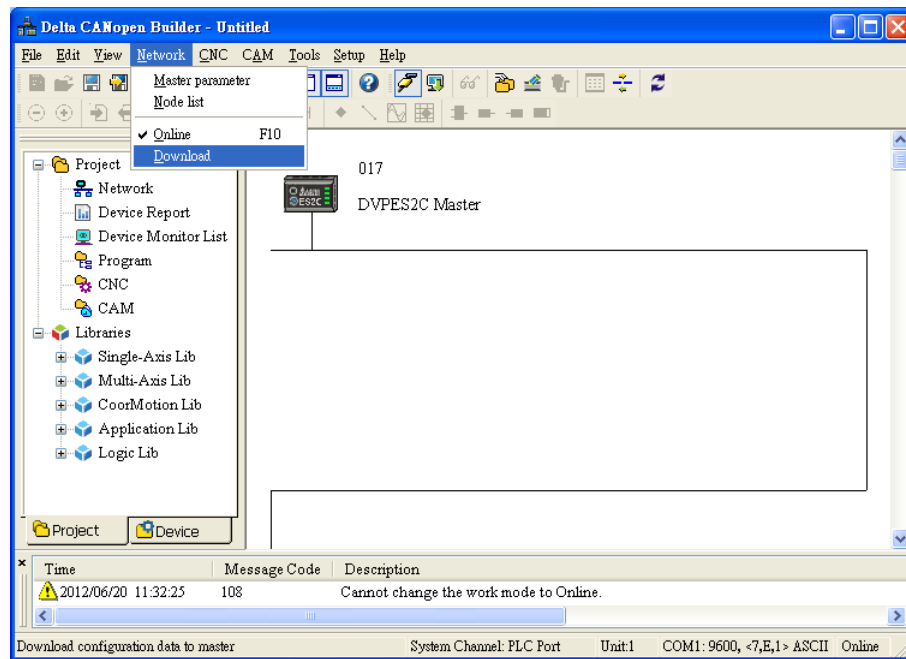 Delta CANopen Builder - Untitled
File Edit View Network CNC CAM Tools Setup Help
Master parameter
Node list
Online F10
Download
Project
Network
Device Report
Device Monitor List
Program
CNC
CAM
Libraries
Single-Axis Lib
Multi-Axis Lib
CoorMotion Lib
Application Lib
Logic Lib
Project Device
017
ES2C
DVPES2C Master
Time Message Code Description
2012/06/20 11:32:25 108 Cannot change the work mode to Online.
Download configuration data to master System Channel: PLC Port Unit:1 COM1: 9600, <7,E,1> ASCII Online